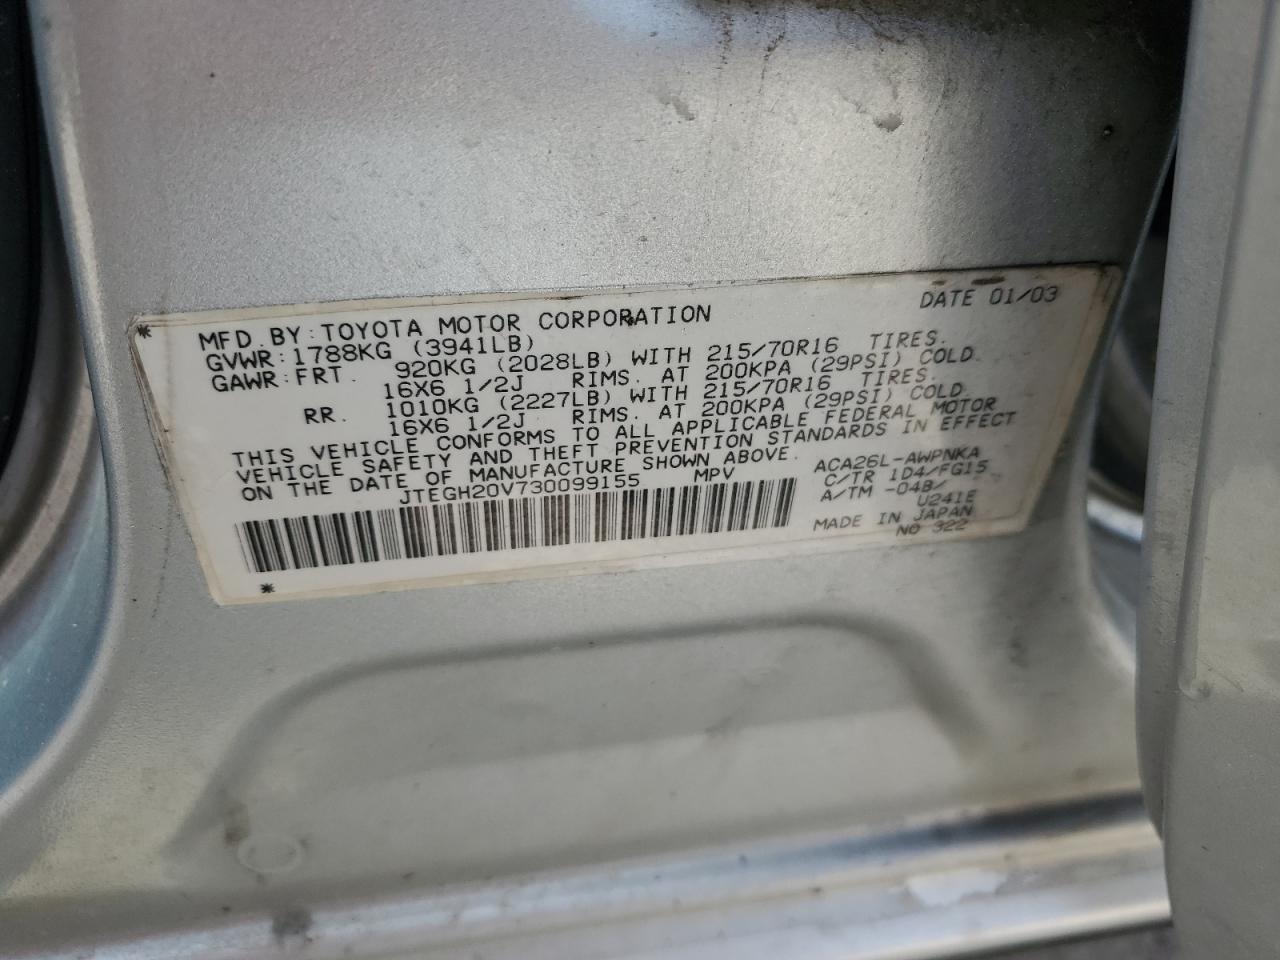 DATE 01/03
MFD. BY: TOYOTA MOTOR CORPORATION
GVWR: 1788KG (3941LB)
GAWR: FRT. 920KG (2028LB) WITH 215/70R16 TIRES.
16X6 1/2J RIMS. AT 200KPA (29PSI) COLD.
RR. 1010KG (2227LB) WITH 215/70R16 TIRES.
16X6 1/2J RIMS. AT 200KPA (29PSI) COLD.
THIS VEHICLE CONFORMS TO ALL APPLICABLE FEDERAL MOTOR
VEHICLE SAFETY AND THEFT PREVENTION STANDARDS IN EFFECT
ON THE DATE OF MANUFACTURE SHOWN ABOVE.
JTEGH20V730099155 MPV
ACA26L-AWPNKA
C/TR 1D4/FG15
A/TM -04B/
U241E
MADE IN JAPAN
NO 322